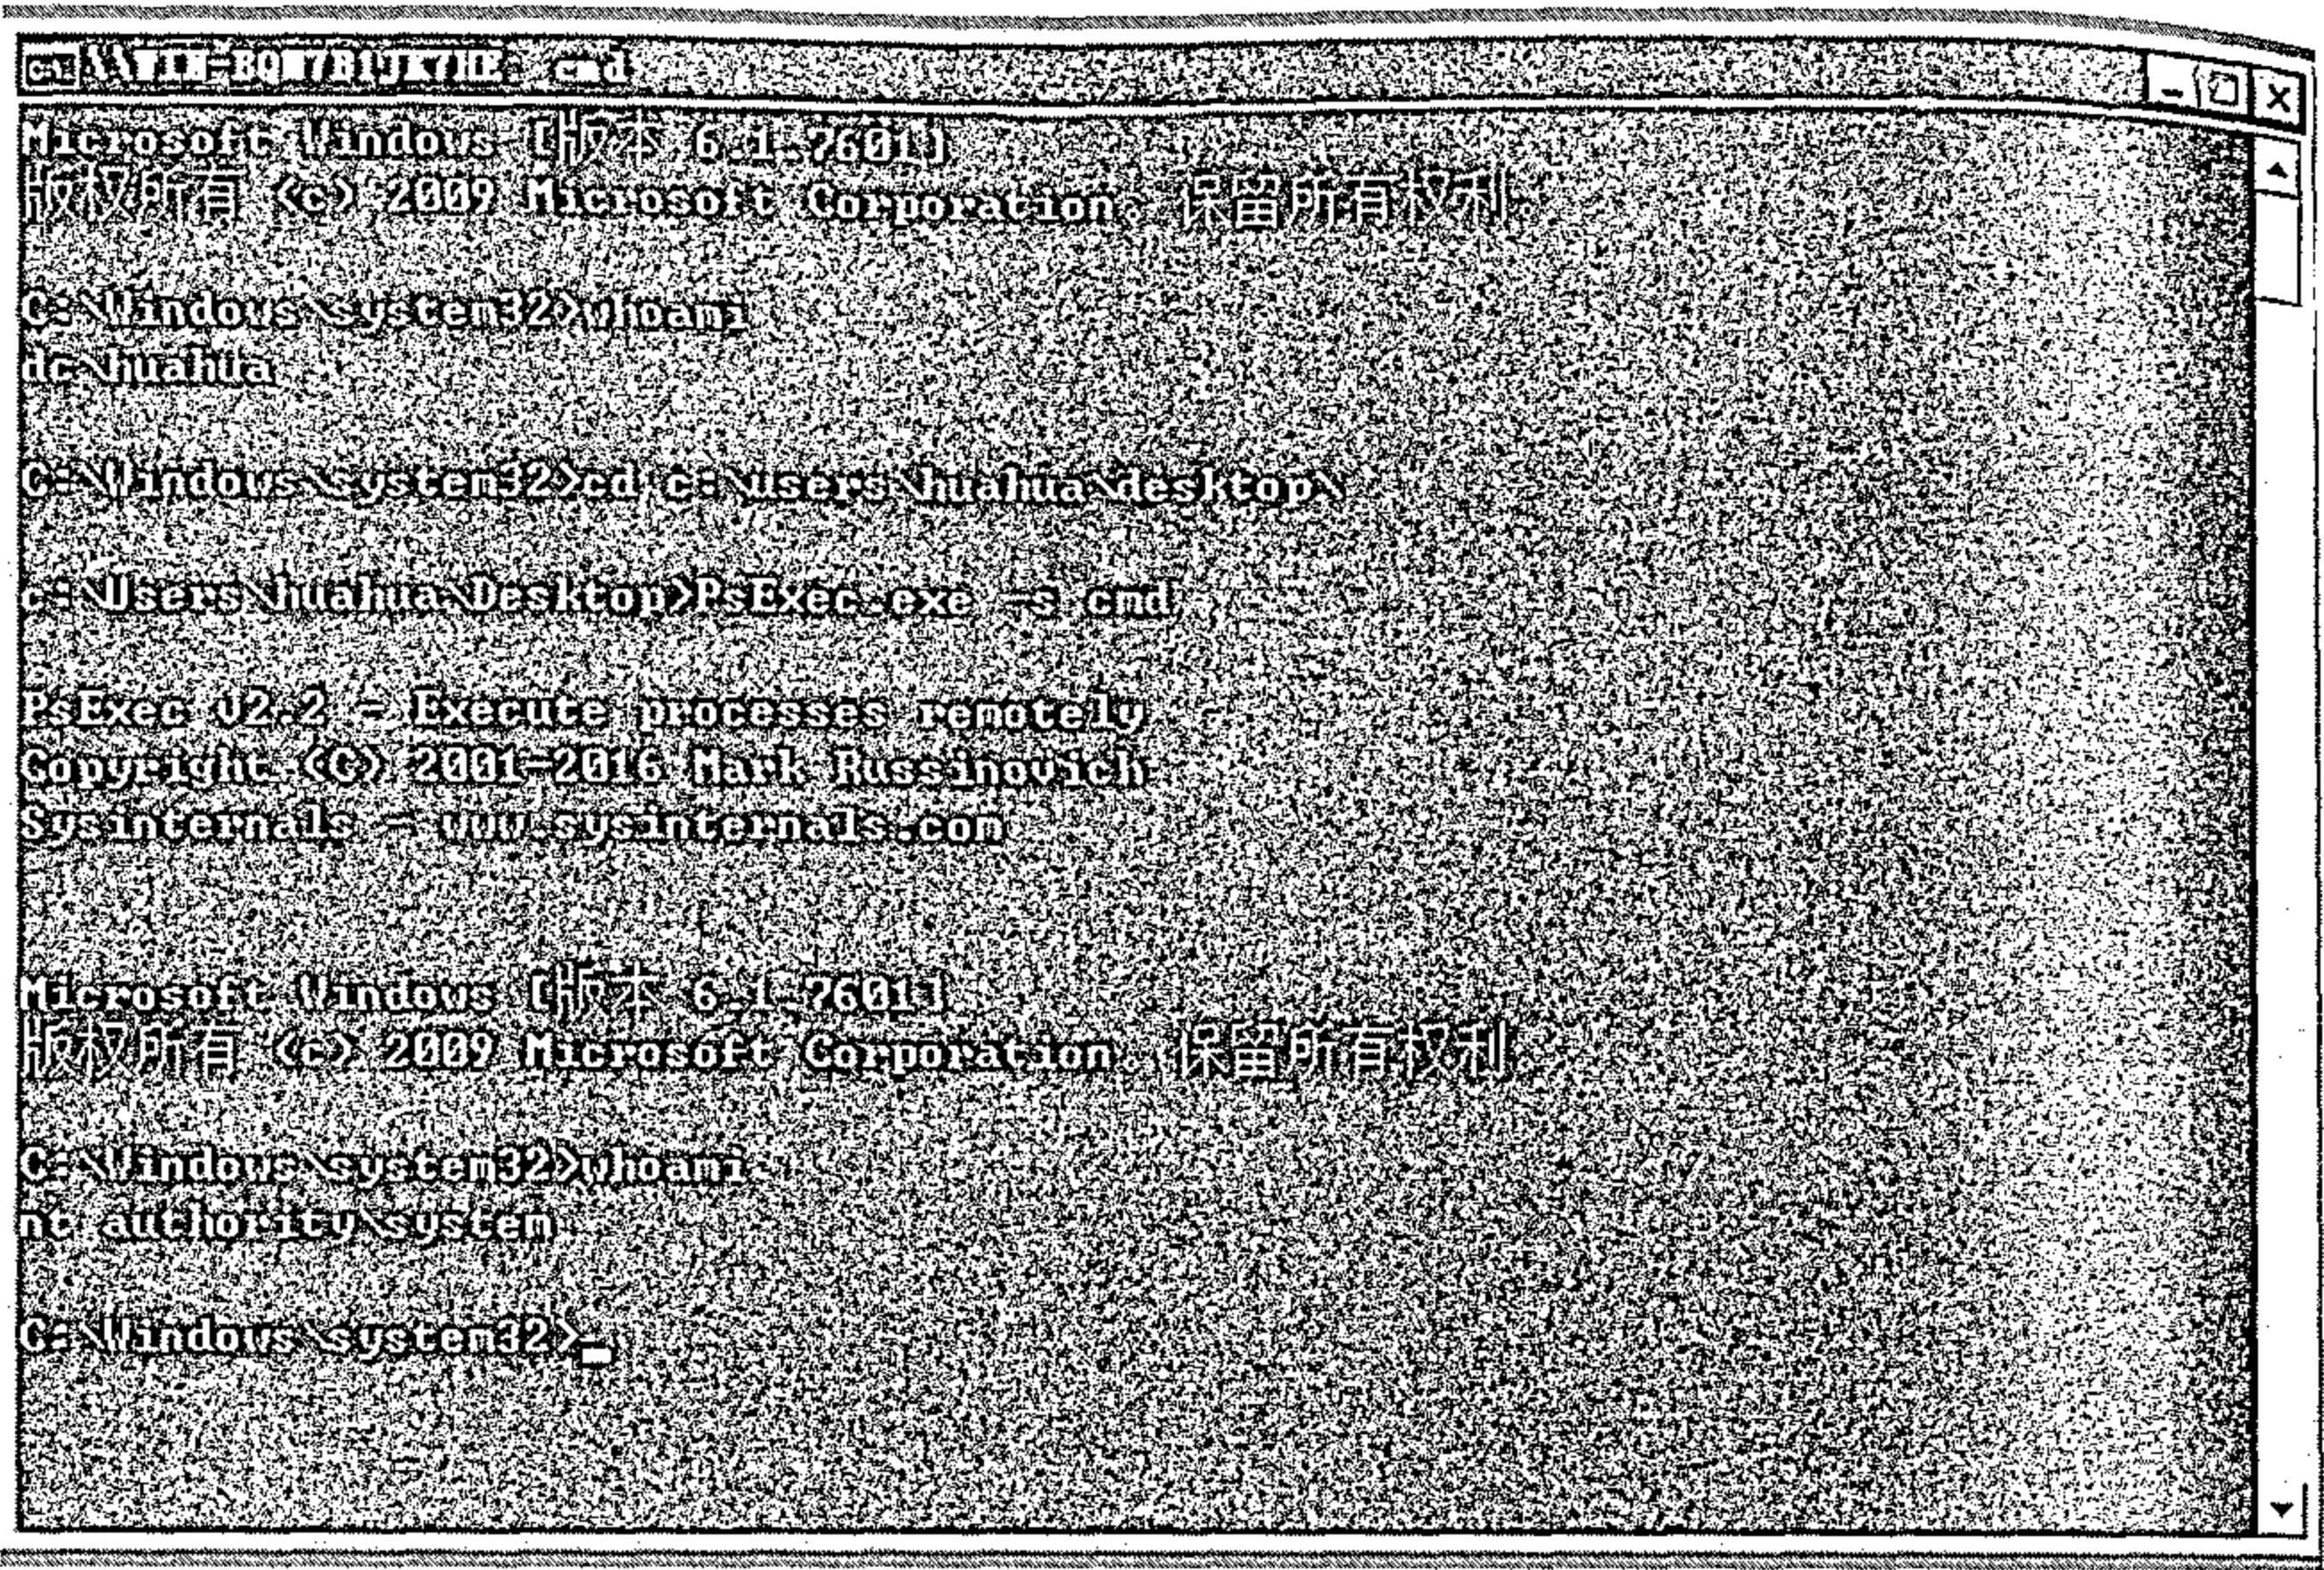 cmd
Microsoft Windows [版本 6.1.7601]
版权所有 <c> 2009 Microsoft Corporation。保留所有权利。
C:\Windows\system32>whoami
dc\huahua
C:\Windows\system32>cd c:\users\huahua\desktop\
c:\Users\huahua\Desktop>PsExec.exe -s cmd
PsExec v2.2 - Execute processes remotely
Copyright <C> 2001-2016 Mark Russinovich
Sysinternals - www.sysinternals.com
Microsoft Windows [版本 6.1.7601]
版权所有 <c> 2009 Microsoft Corporation。保留所有权利。
C:\Windows\system32>whoami
nt authority\system
C:\Windows\system32>